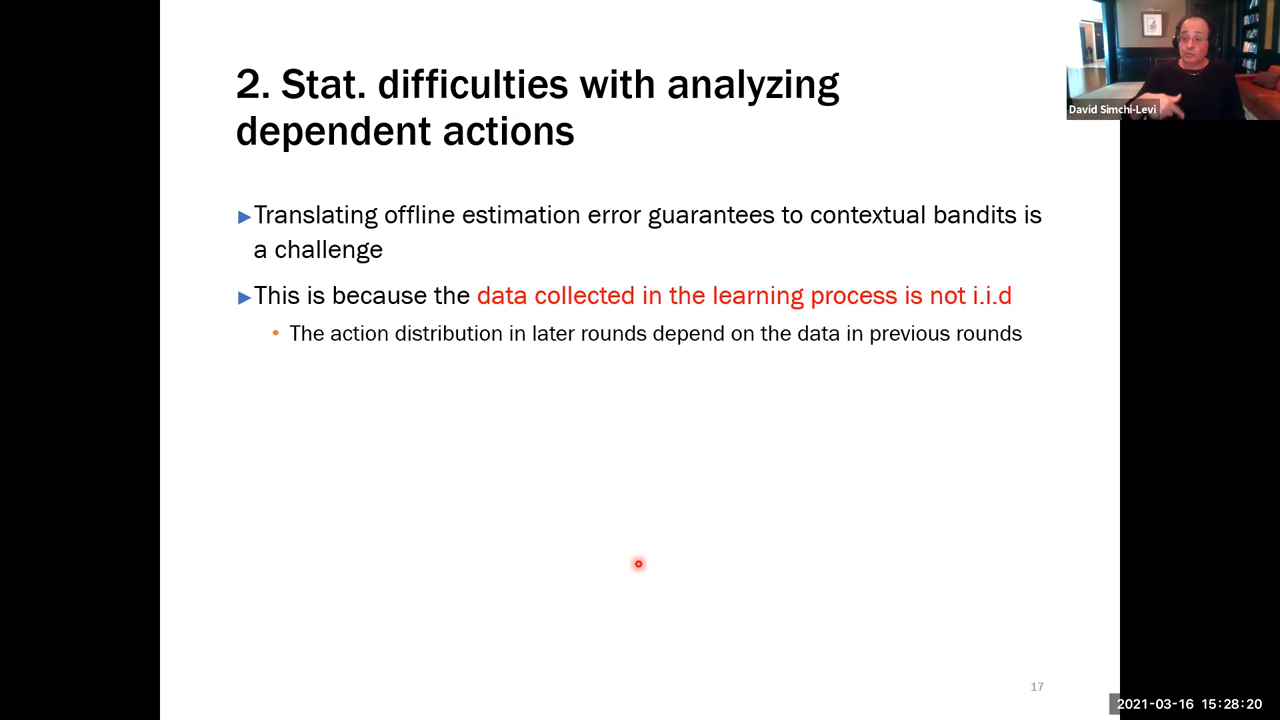 2. Stat. difficulties with analyzing
dependent actions
►Translating offline estimation error guarantees to contextual bandits is
a challenge
►This is because the data collected in the learning process is not i.i.d
• The action distribution in later rounds depend on the data in previous rounds
17
David Simchi-Levi
2021-03-16 15:28:20